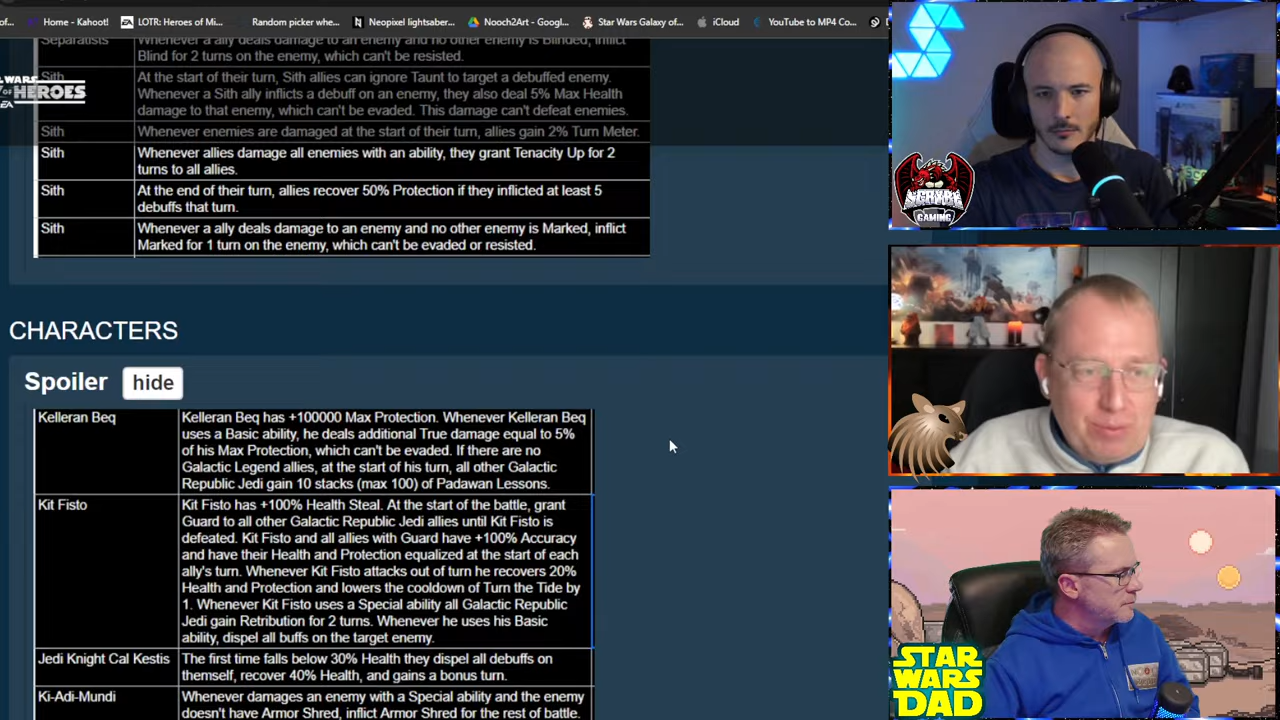 of...
Home - Kahoot!
LOTR: Heroes of Mi...
Random picker whe...
Neopixel lightsaber...
Nooch2Art - Googl...
Star Wars Galaxy of...
iCloud
YouTube to MP4 Co...
D
Separatists
Whenever a ally deals damage to an enemy and no other enemy is Blinded, inflict
Blind for 2 turns on the enemy, which can't be resisted.
STAR WARS
Y OF HEROES
EA
Sith
At the start of their turn, Sith allies can ignore Taunt to target a debuffed enemy.
Whenever a Sith ally inflicts a debuff on an enemy, they also deal 5% Max Health
damage to that enemy, which can't be evaded. This damage can't defeat enemies.
Sith
Whenever enemies are damaged at the start of their turn, allies gain 2% Turn Meter.
Sith
Whenever allies damage all enemies with an ability, they grant Tenacity Up for 2
turns to all allies.
Sith
At the end of their turn, allies recover 50% Protection if they inflicted at least 5
debuffs that turn.
Sith
Whenever a ally deals damage to an enemy and no other enemy is Marked, inflict
Marked for 1 turn on the enemy, which can't be evaded or resisted.
CHARACTERS
Spoiler hide
Kelleran Beq
Kelleran Beq has +100000 Max Protection. Whenever Kelleran Beq
uses a Basic ability, he deals additional True damage equal to 5%
of his Max Protection, which can't be evaded. If there are no
Galactic Legend allies, at the start of his turn, all other Galactic
Republic Jedi gain 10 stacks (max 100) of Padawan Lessons.
Kit Fisto
Kit Fisto has +100% Health Steal. At the start of the battle, grant
Guard to all other Galactic Republic Jedi allies until Kit Fisto is
defeated. Kit Fisto and all allies with Guard have +100% Accuracy
and have their Health and Protection equalized at the start of each
ally's turn. Whenever Kit Fisto attacks out of turn he recovers 20%
Health and Protection and lowers the cooldown of Turn the Tide by
1. Whenever Kit Fisto uses a Special ability all Galactic Republic
Jedi gain Retribution for 2 turns. Whenever he uses his Basic
ability, dispel all buffs on the target enemy.
Jedi Knight Cal Kestis
The first time falls below 30% Health they dispel all debuffs on
themself, recover 40% Health, and gains a bonus turn.
Ki-Adi-Mundi
Whenever damages an enemy with a Special ability and the enemy
doesn't have Armor Shred, inflict Armor Shred for the rest of battle.
SCRYBE
GAMING
STAR
WARS
DAD